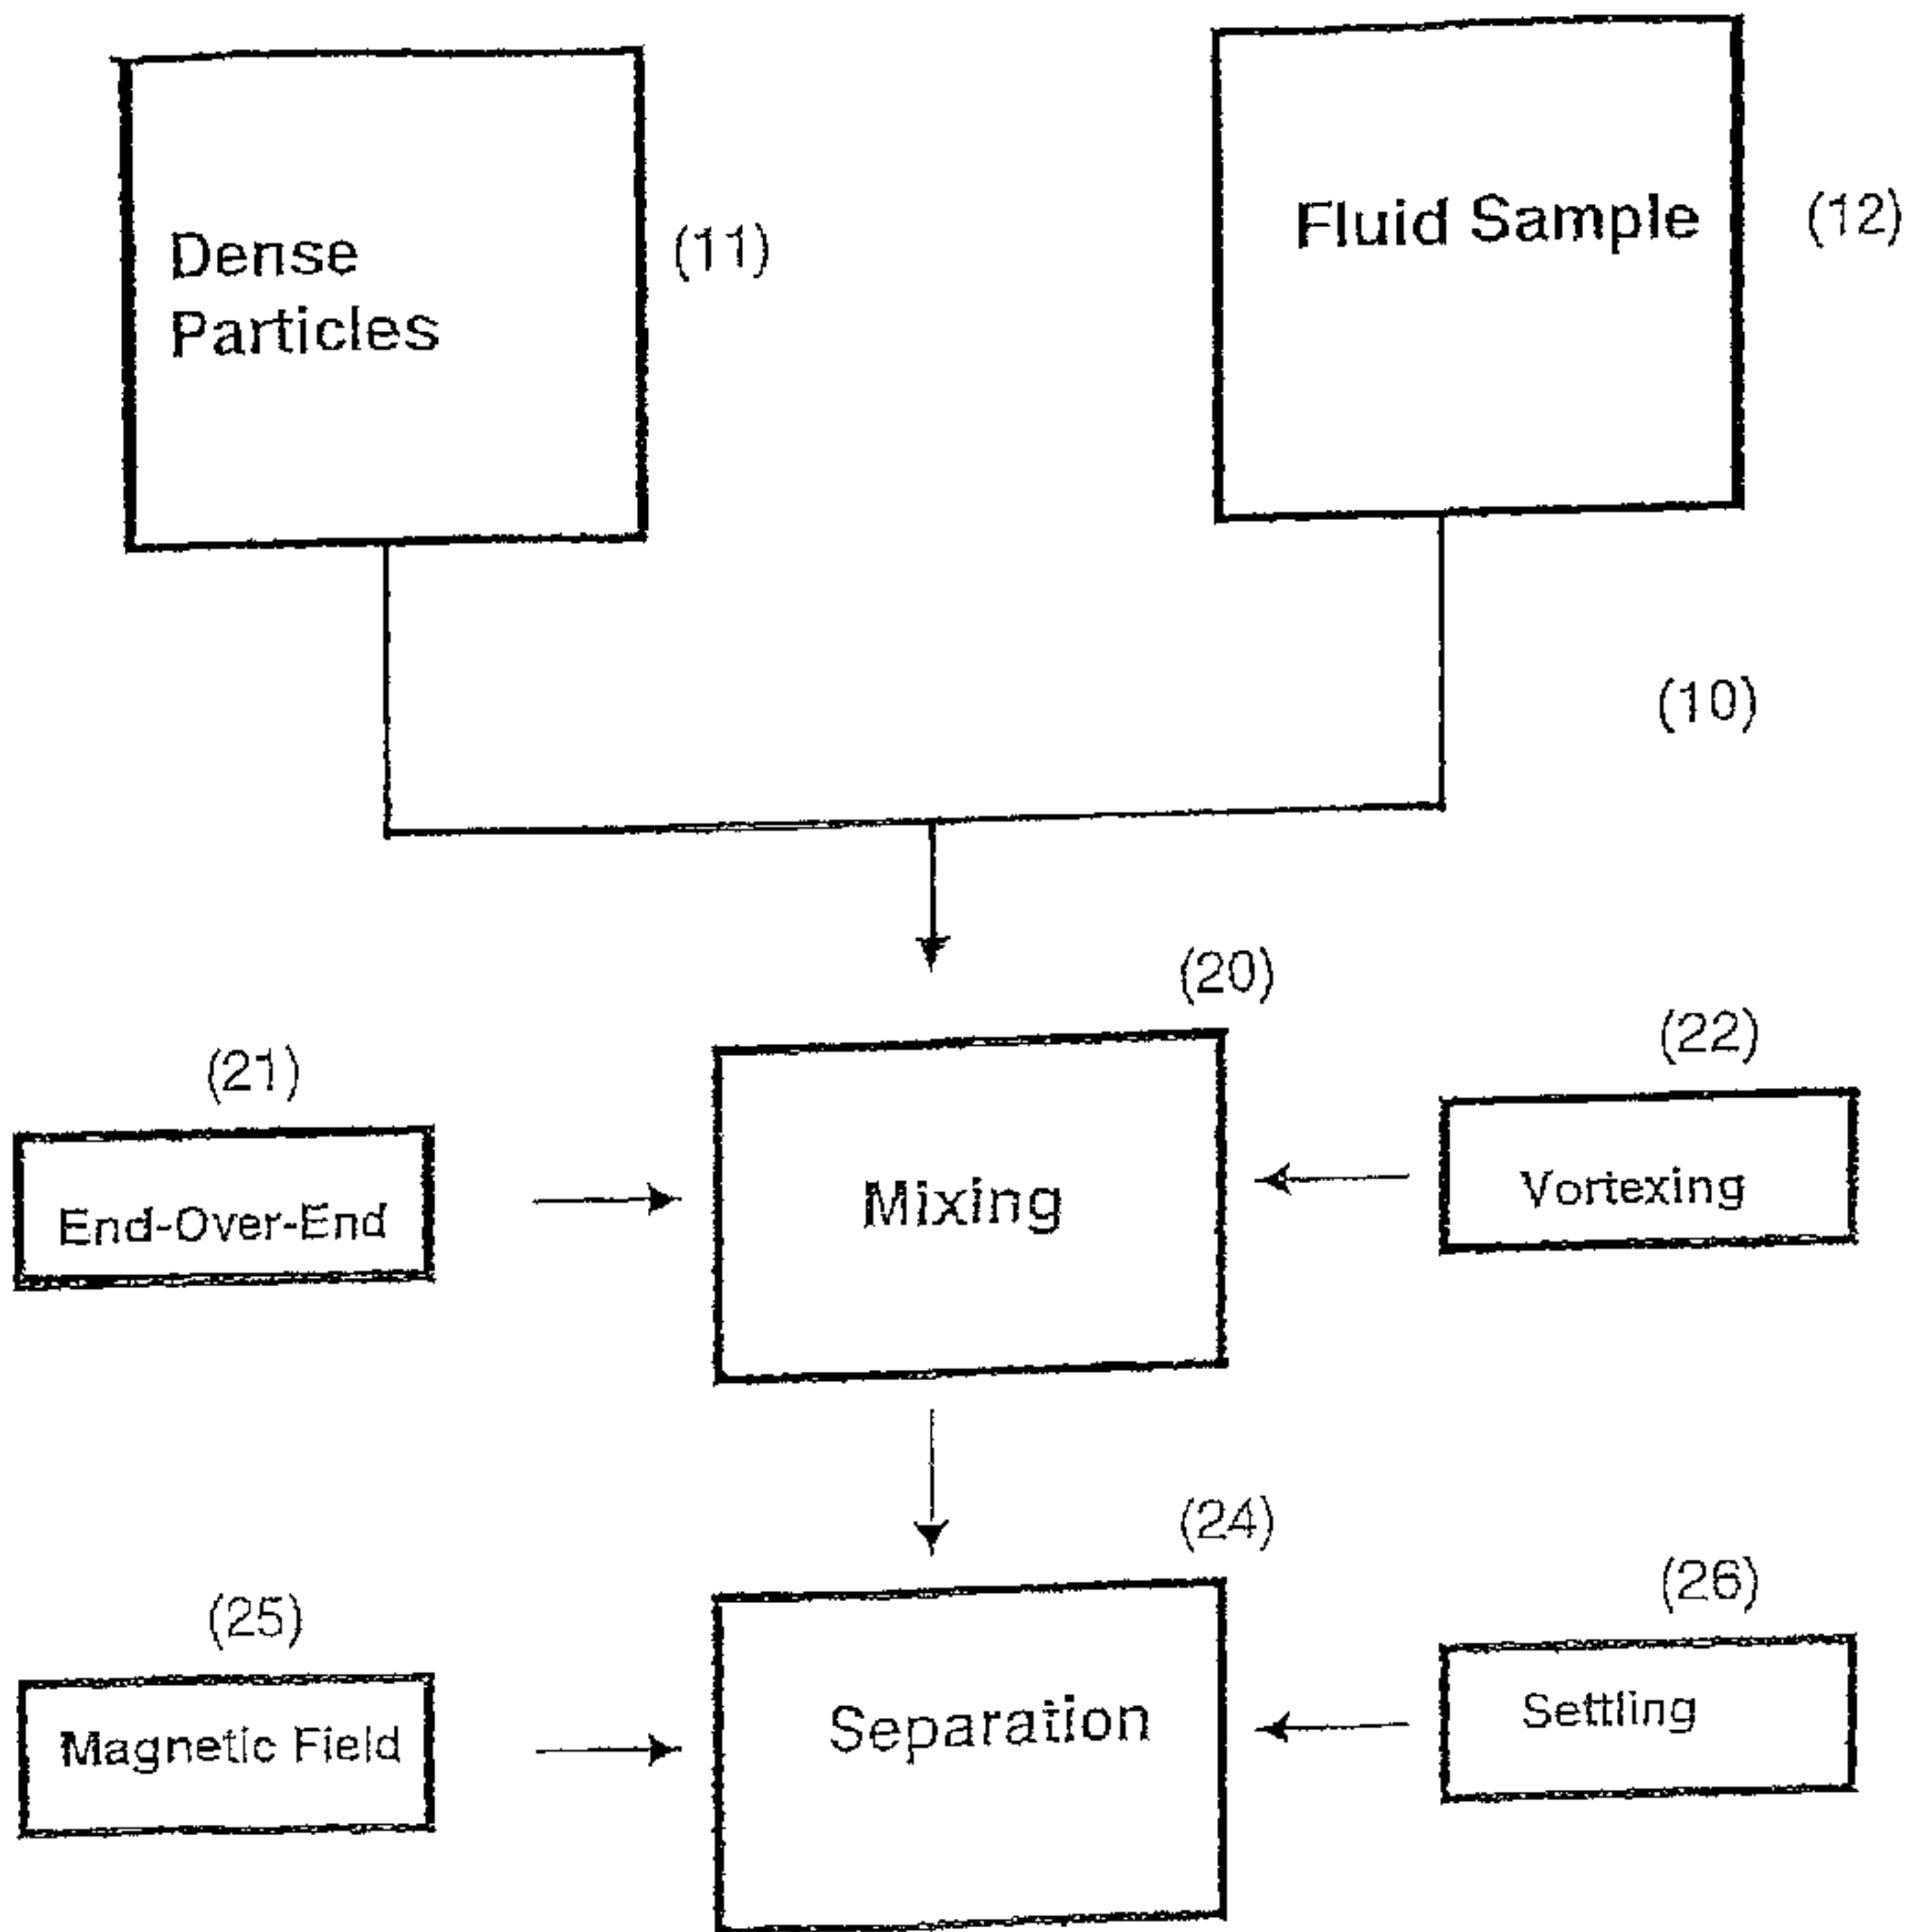 Dense
Particles
(11)
Fluid Sample
(12)
(10)
(20)
(21)
(22)
End-Over-End
Mixing
Vortexing
(24)
(25)
(26)
Magnetic Field
Separation
Settling